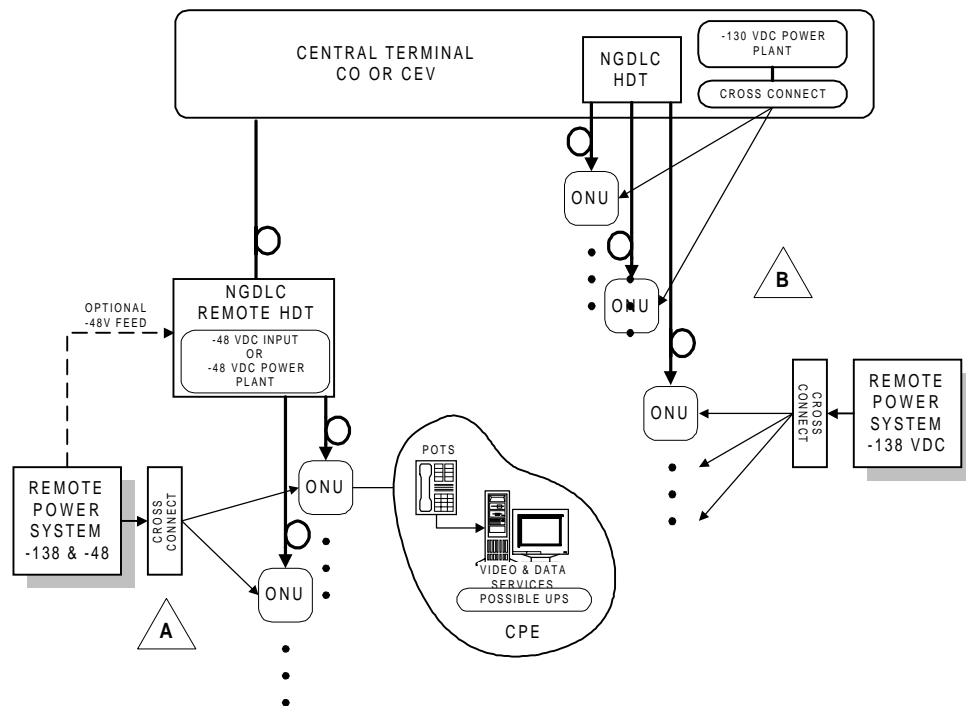 CENTRAL TERMINAL
CO OR CEV
NGDLC
HDT
-130 VDC POWER
PLANT
CROSS CONNECT
ONU
ONU
B
OPTIONAL
-48V FEED
NGDLC
REMOTE HDT
-48 VDC INPUT
OR
-48 VDC POWER
PLANT
ONU
CROSS
CONNECT
REMOTE
POWER
SYSTEM
-138 VDC
REMOTE
POWER
SYSTEM
-138 & -48
CROSS
CONNECT
ONU
ONU
A
POTS
VIDEO & DATA
SERVICES
POSSIBLE UPS
CPE